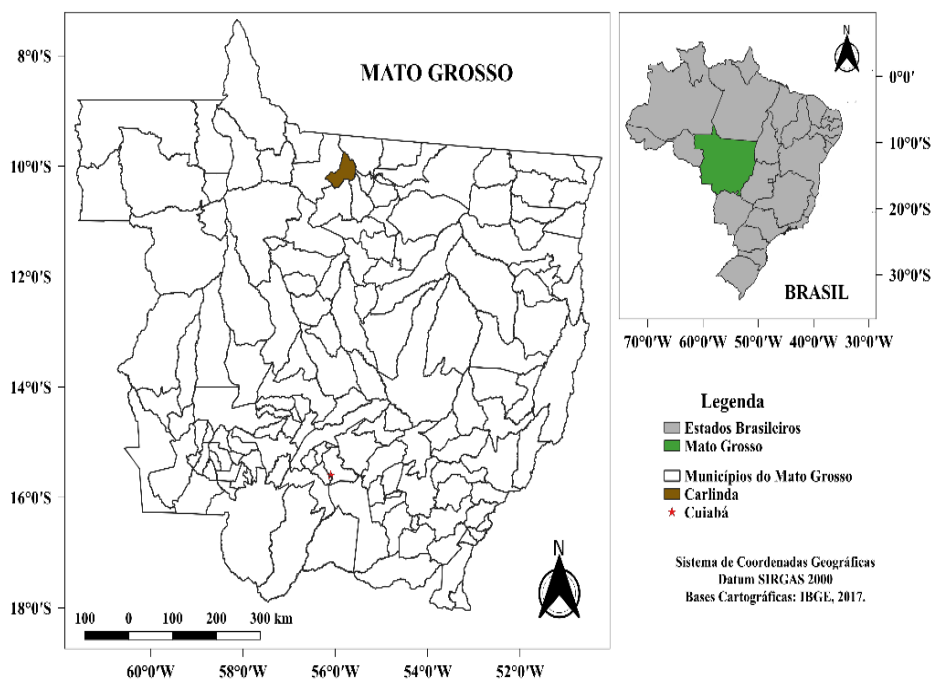 MATO GROSSO
8°0'S
10°0'S
12°0'S
14°0'S
16°0'S
18°0'S
60°0'W
58°0'W
56°0'W
54°0'W
52°0'W
100 0 100 200 300 km
N
N
BRASIL
0°0'
10°0'S
20°0'S
30°0'S
70°0'W 60°0'W 50°0'W 40°0'W 30°0'W
Legenda
Estados Brasileiros
Mato Grosso
Municípios do Mato Grosso
Carlinda
Cuiabá
Sistema de Coordenadas Geográficas
Datum SIRGAS 2000
Bases Cartográficas: IBGE, 2017.